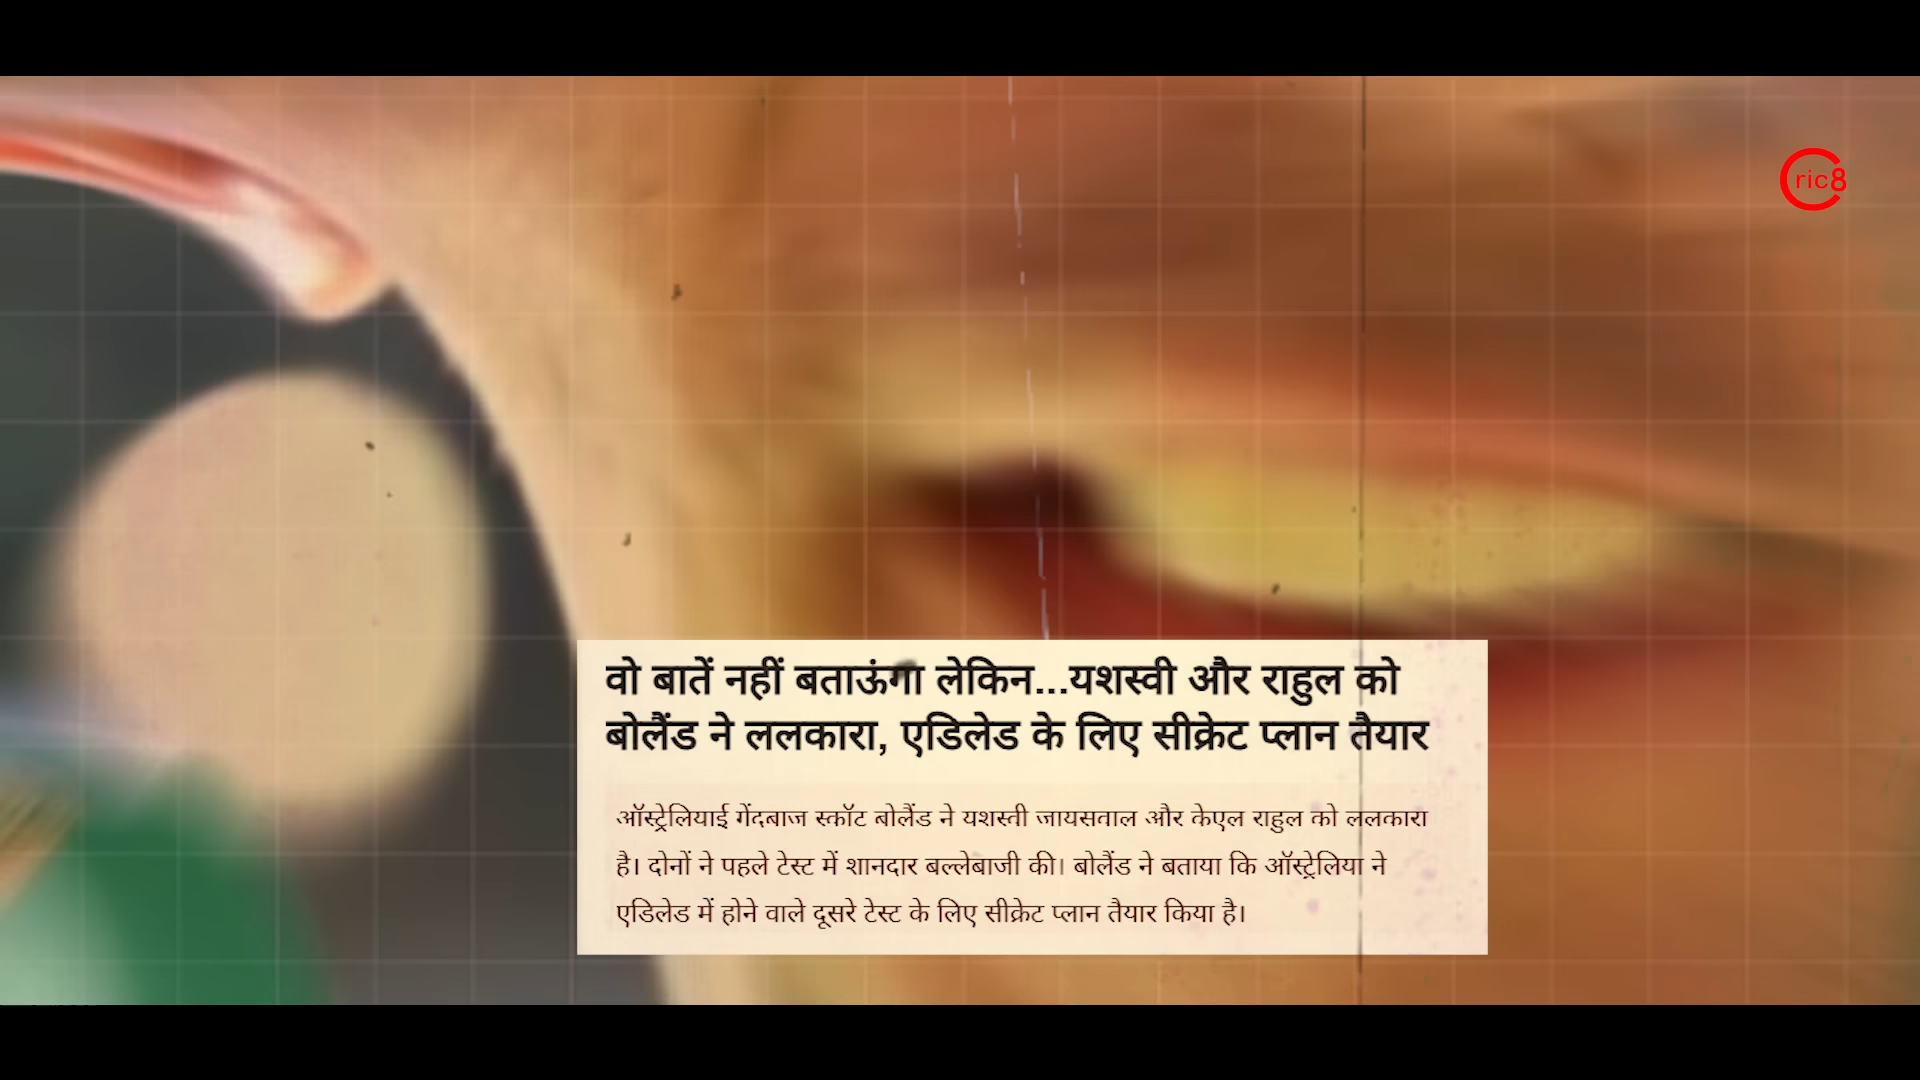 Cric8
वो बातें नहीं बताऊंगा लेकिन...यशस्वी और राहुल को
बोलैंड ने ललकारा, एडिलेड के लिए सीक्रेट प्लान तैयार
ऑस्ट्रेलियाई गेंदबाज स्कॉट बोलैंड ने यशस्वी जायसवाल और केएल राहुल को ललकारा
है। दोनों ने पहले टेस्ट में शानदार बल्लेबाजी की। बोलैंड ने बताया कि ऑस्ट्रेलिया ने
एडिलेड में होने वाले दूसरे टेस्ट के लिए सीक्रेट प्लान तैयार किया है।